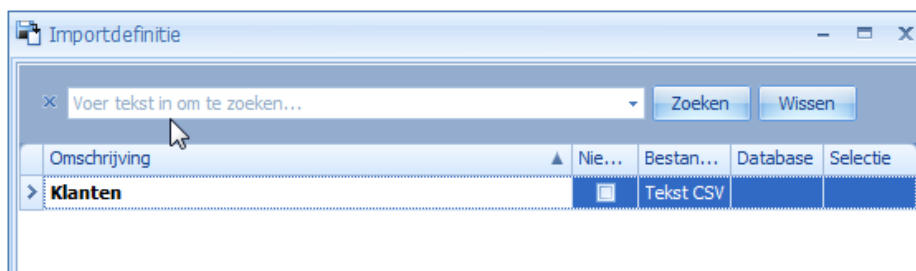 Importdefinitie
Voer tekst in om te zoeken... Zoeken Wissen
Omschrijving Nie... Bestan... Database Selectie
Klanten Tekst CSV